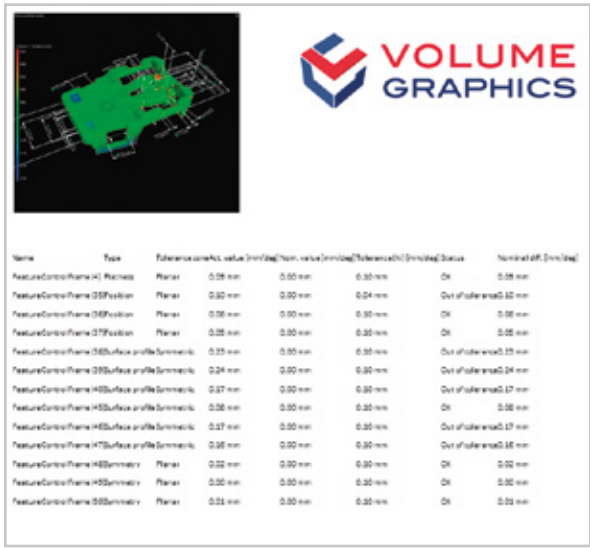 VOLUME
GRAPHICS
Name Type Tolerance zone Act. value [mm/deg] Nom. value [mm/deg] Tolerance(h) [mm/deg] Status Nominal diff. [mm/deg]
FeatureControlFrame (4) Flatness Planar 0.09 mm 0.00 mm 0.10 mm OK 0.09 mm
FeatureControlFrame (35) Position Planar 0.10 mm 0.00 mm 0.04 mm Out of tolerance 0.10 mm
FeatureControlFrame (36) Position Planar 0.06 mm 0.00 mm 0.10 mm OK 0.06 mm
FeatureControlFrame (37) Position Planar 0.05 mm 0.00 mm 0.10 mm OK 0.05 mm
FeatureControlFrame Surface profile Symmetric 0.23 mm 0.00 mm 0.10 mm Out of tolerance 0.23 mm
FeatureControlFrame Surface profile Symmetric 0.24 mm 0.00 mm 0.10 mm Out of tolerance 0.24 mm
FeatureControlFrame Surface profile Symmetric 0.17 mm 0.00 mm 0.10 mm Out of tolerance 0.17 mm
FeatureControlFrame Surface profile Symmetric 0.08 mm 0.00 mm 0.10 mm OK 0.08 mm
FeatureControlFrame Surface profile Symmetric 0.17 mm 0.00 mm 0.10 mm Out of tolerance 0.17 mm
FeatureControlFrame Surface profile Symmetric 0.16 mm 0.00 mm 0.10 mm Out of tolerance 0.16 mm
FeatureControlFrame Symmetry Planar 0.02 mm 0.00 mm 0.10 mm OK 0.02 mm
FeatureControlFrame Symmetry Planar 0.00 mm 0.00 mm 0.10 mm OK 0.00 mm
FeatureControlFrame Symmetry Planar 0.01 mm 0.00 mm 0.10 mm OK 0.01 mm